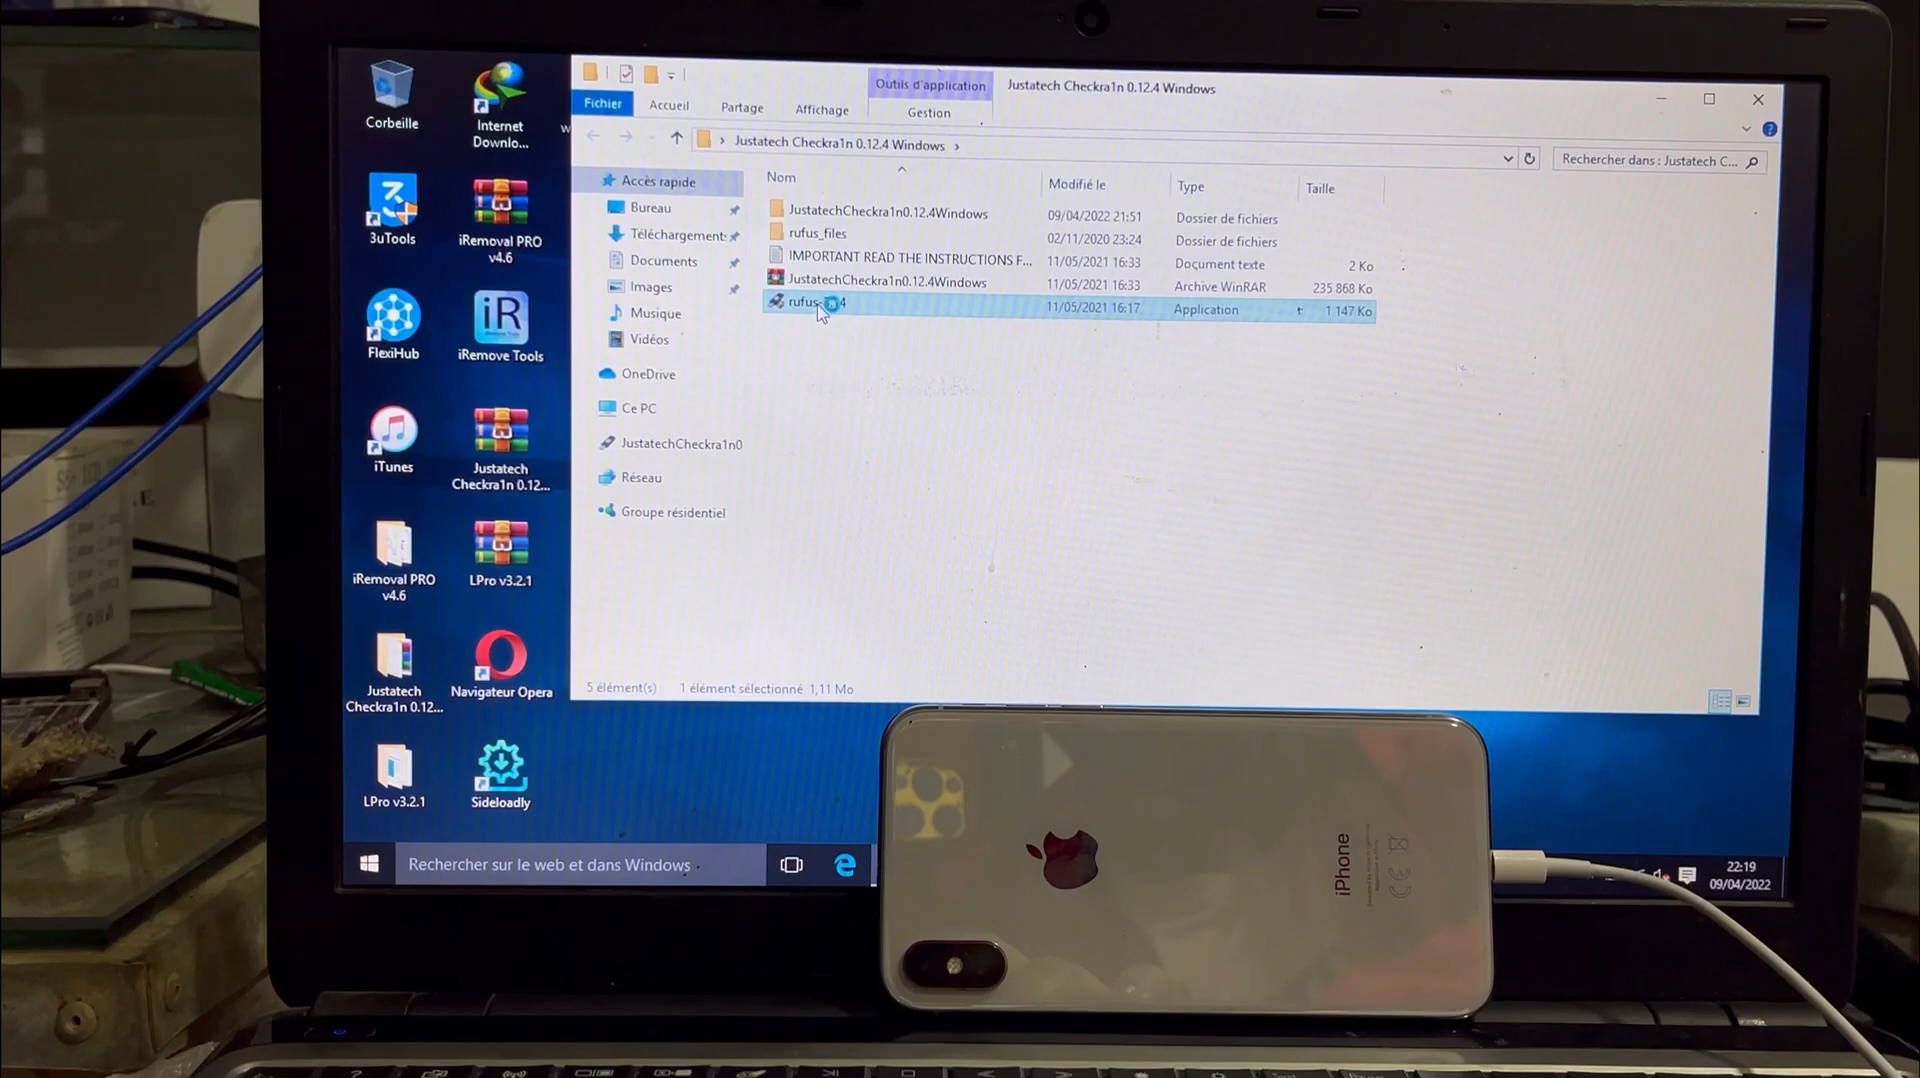 Corbeille
Internet
Downlo...
3uTools
iRemoval PRO
v4.6
FlexiHub
iRemove Tools
iTunes
Justatech
Checkra1n 0.12...
iRemoval PRO
v4.6
LPro v3.2.1
Justatech
Checkra1n 0.12...
Navigateur Opera
LPro v3.2.1
Sideloadly
Outils d'application
Justatech Checkra1n 0.12.4 Windows
Fichier
Accueil
Partage
Affichage
Gestion
Justatech Checkra1n 0.12.4 Windows
Rechercher dans : Justatech C...
Accès rapide
Bureau
Téléchargements
Documents
Images
Musique
Vidéos
OneDrive
Ce PC
JustatechCheckra1n0
Réseau
Groupe résidentiel
Nom Modifié le Type Taille
JustatechCheckra1n0.12.4Windows 09/04/2022 21:51 Dossier de fichiers
rufus_files 02/11/2020 23:24 Dossier de fichiers
IMPORTANT READ THE INSTRUCTIONS F... 11/05/2021 16:33 Document texte 2 Ko
JustatechCheckra1n0.12.4Windows 11/05/2021 16:33 Archive WinRAR 235 868 Ko
rufus 4 11/05/2021 16:17 Application 1 147 Ko
5 élément(s) 1 élément sélectionné 1,11 Mo
Rechercher sur le web et dans Windows
22:19
09/04/2022
iPhone